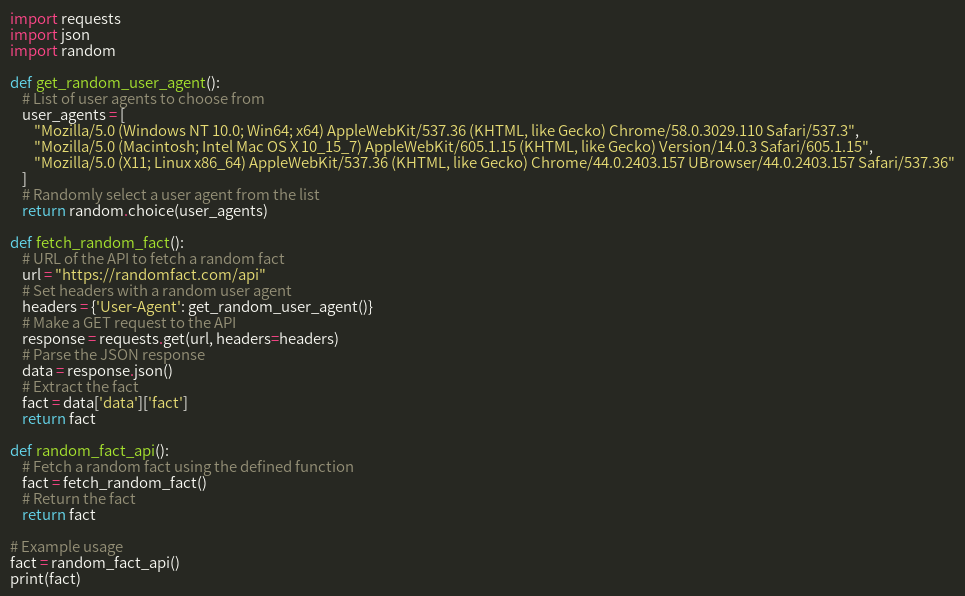 import requests
import json
import random

def get_random_user_agent():
    # List of user agents to choose from
    user_agents = [
        "Mozilla/5.0 (Windows NT 10.0; Win64; x64) AppleWebKit/537.36 (KHTML, like Gecko) Chrome/58.0.3029.110 Safari/537.3",
        "Mozilla/5.0 (Macintosh; Intel Mac OS X 10_15_7) AppleWebKit/605.1.15 (KHTML, like Gecko) Version/14.0.3 Safari/605.1.15",
        "Mozilla/5.0 (X11; Linux x86_64) AppleWebKit/537.36 (KHTML, like Gecko) Chrome/44.0.2403.157 UBrowser/44.0.2403.157 Safari/537.36"
    ]
    # Randomly select a user agent from the list
    return random.choice(user_agents)

def fetch_random_fact():
    # URL of the API to fetch a random fact
    url = "https://randomfact.com/api"
    # Set headers with a random user agent
    headers = {'User-Agent': get_random_user_agent()}
    # Make a GET request to the API
    response = requests.get(url, headers=headers)
    # Parse the JSON response
    data = response.json()
    # Extract the fact
    fact = data['data']['fact']
    return fact

def random_fact_api():
    # Fetch a random fact using the defined function
    fact = fetch_random_fact()
    # Return the fact
    return fact

# Example usage
fact = random_fact_api()
print(fact)